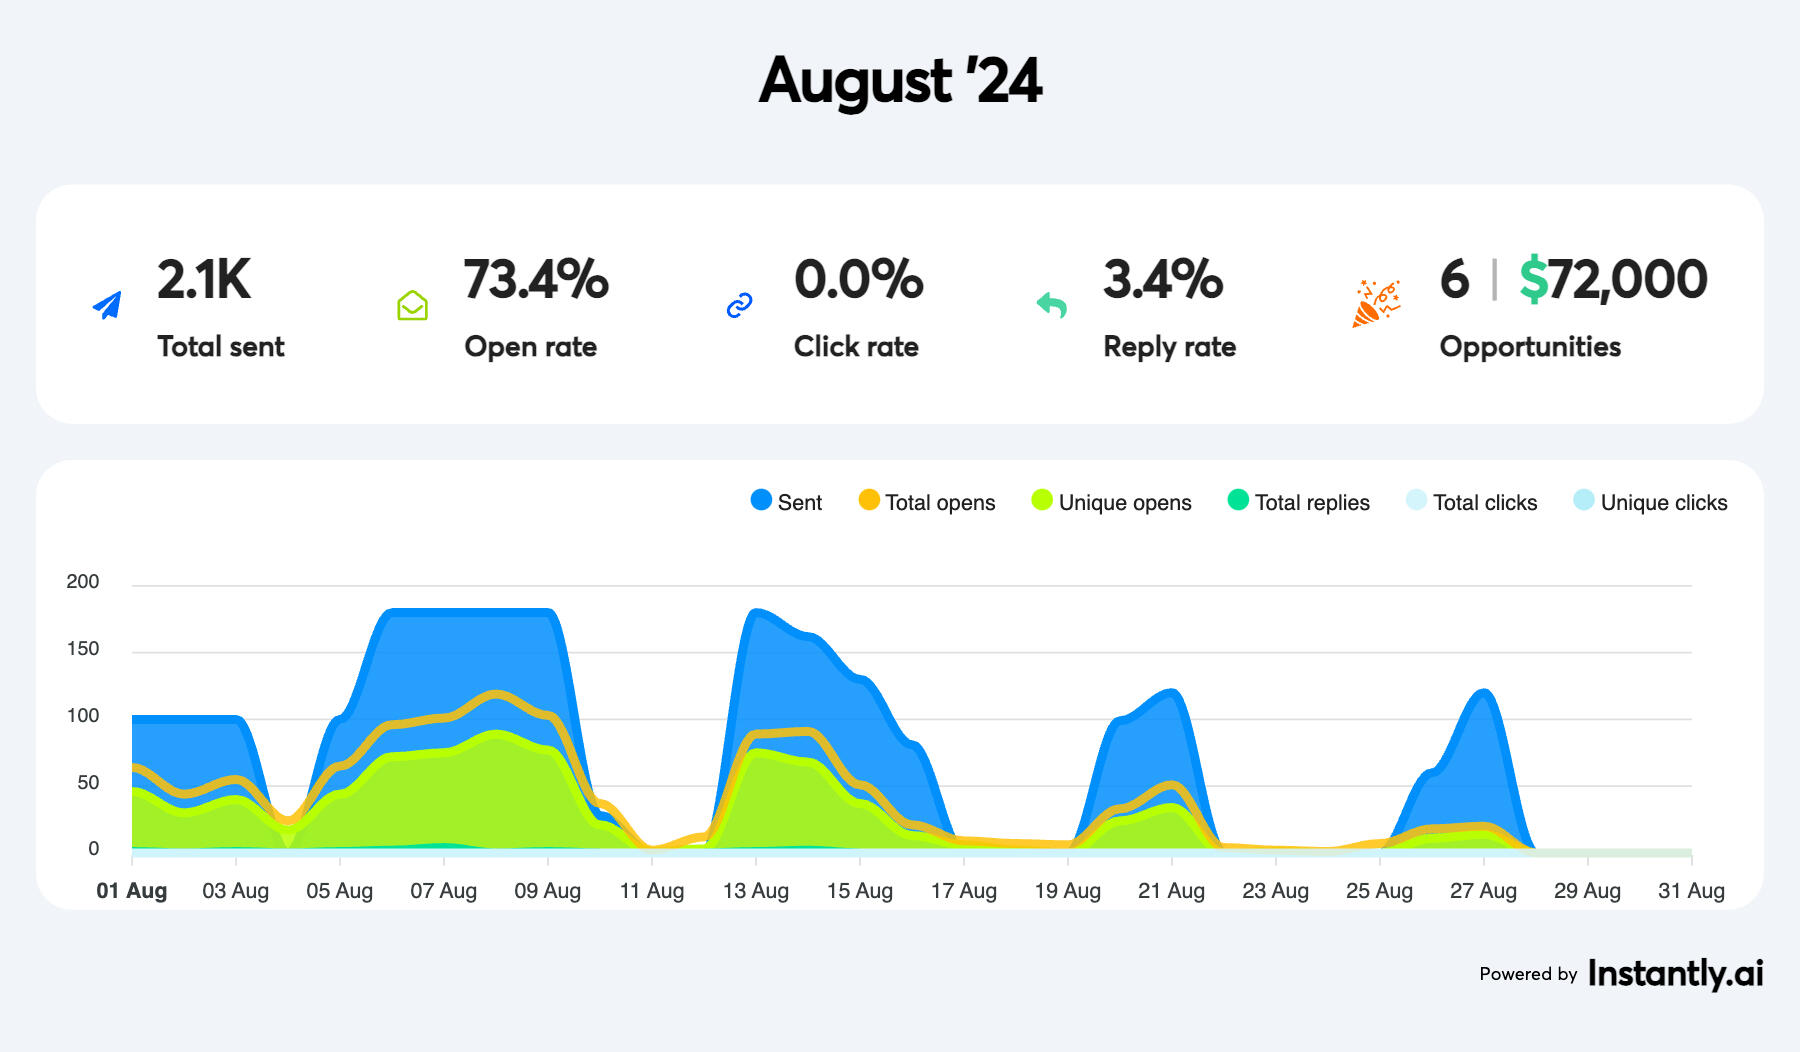 August '24
2.1K
Total sent
73.4%
Open rate
0.0%
Click rate
3.4%
Reply rate
6 | $72,000
Opportunities
Sent Total opens Unique opens Total replies Total clicks Unique clicks
200
150
100
50
0
01 Aug 03 Aug 05 Aug 07 Aug 09 Aug 11 Aug 13 Aug 15 Aug 17 Aug 19 Aug 21 Aug 23 Aug 25 Aug 27 Aug 29 Aug 31 Aug
Powered by Instantly.ai